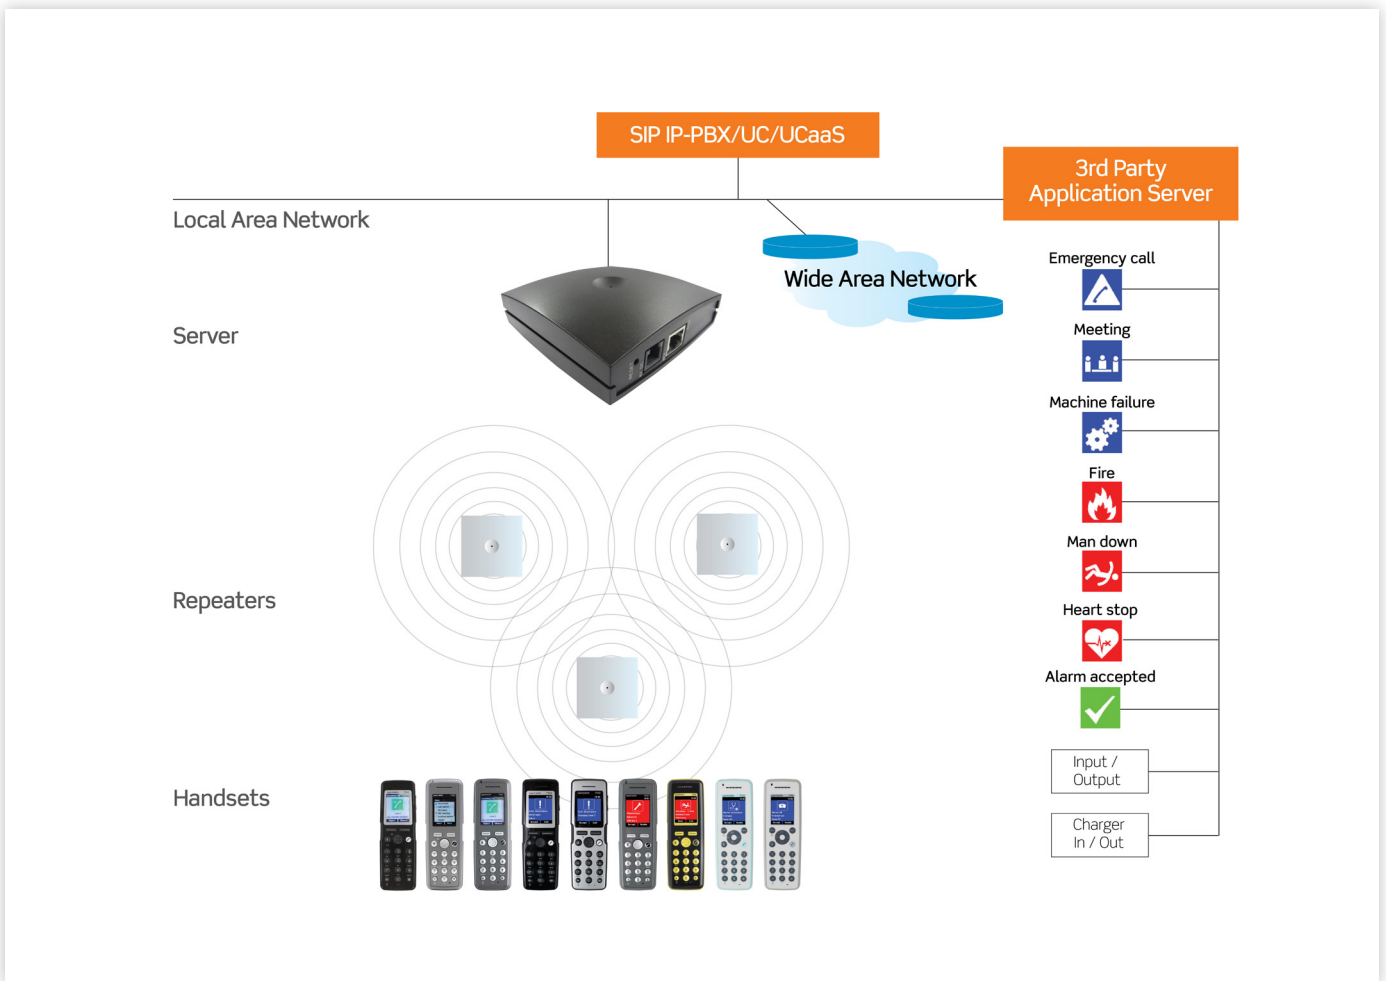 SIP IP-PBX/UC/UCaaS
3rd Party
Application Server
Local Area Network
Wide Area Network
Server
Emergency call
Meeting
Machine failure
Fire
Man down
Heart stop
Alarm accepted
Repeaters
Handsets
Input /
Output
Charger
In / Out